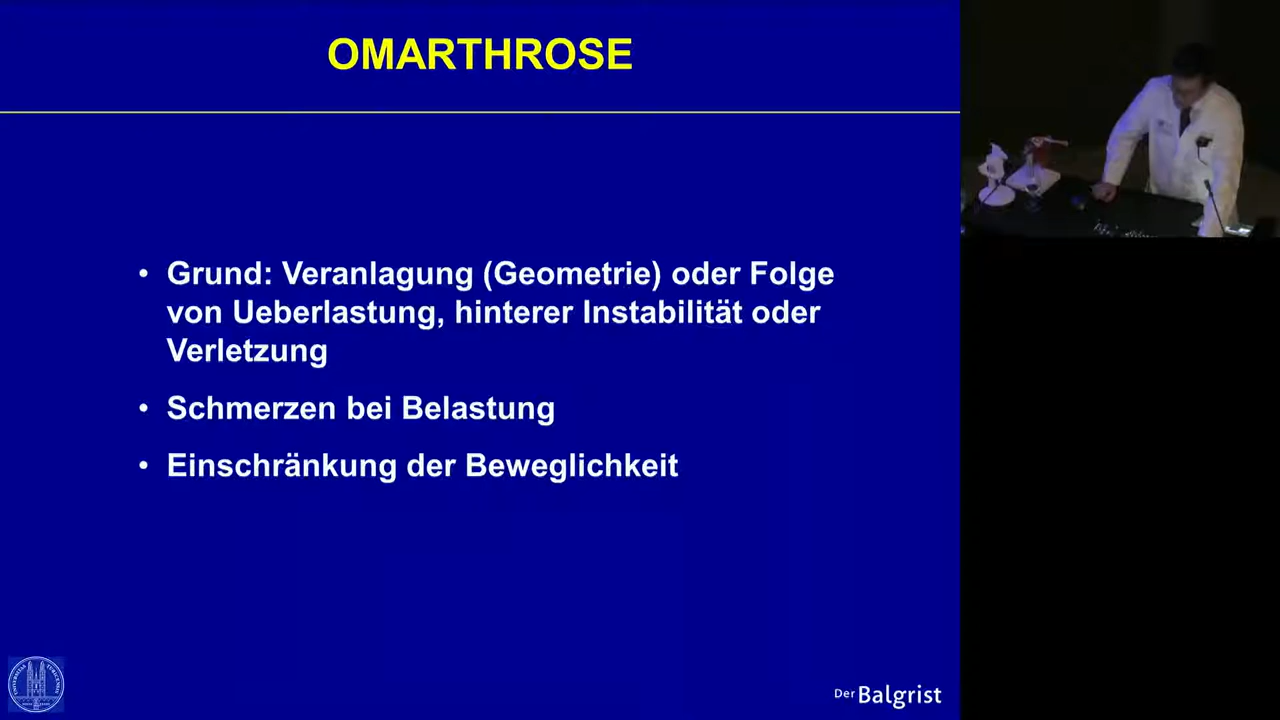 OMARTHROSE
• Grund: Veranlagung (Geometrie) oder Folge
von Ueberlastung, hinterer Instabilität oder
Verletzung
• Schmerzen bei Belastung
• Einschränkung der Beweglichkeit
Der Balgrist